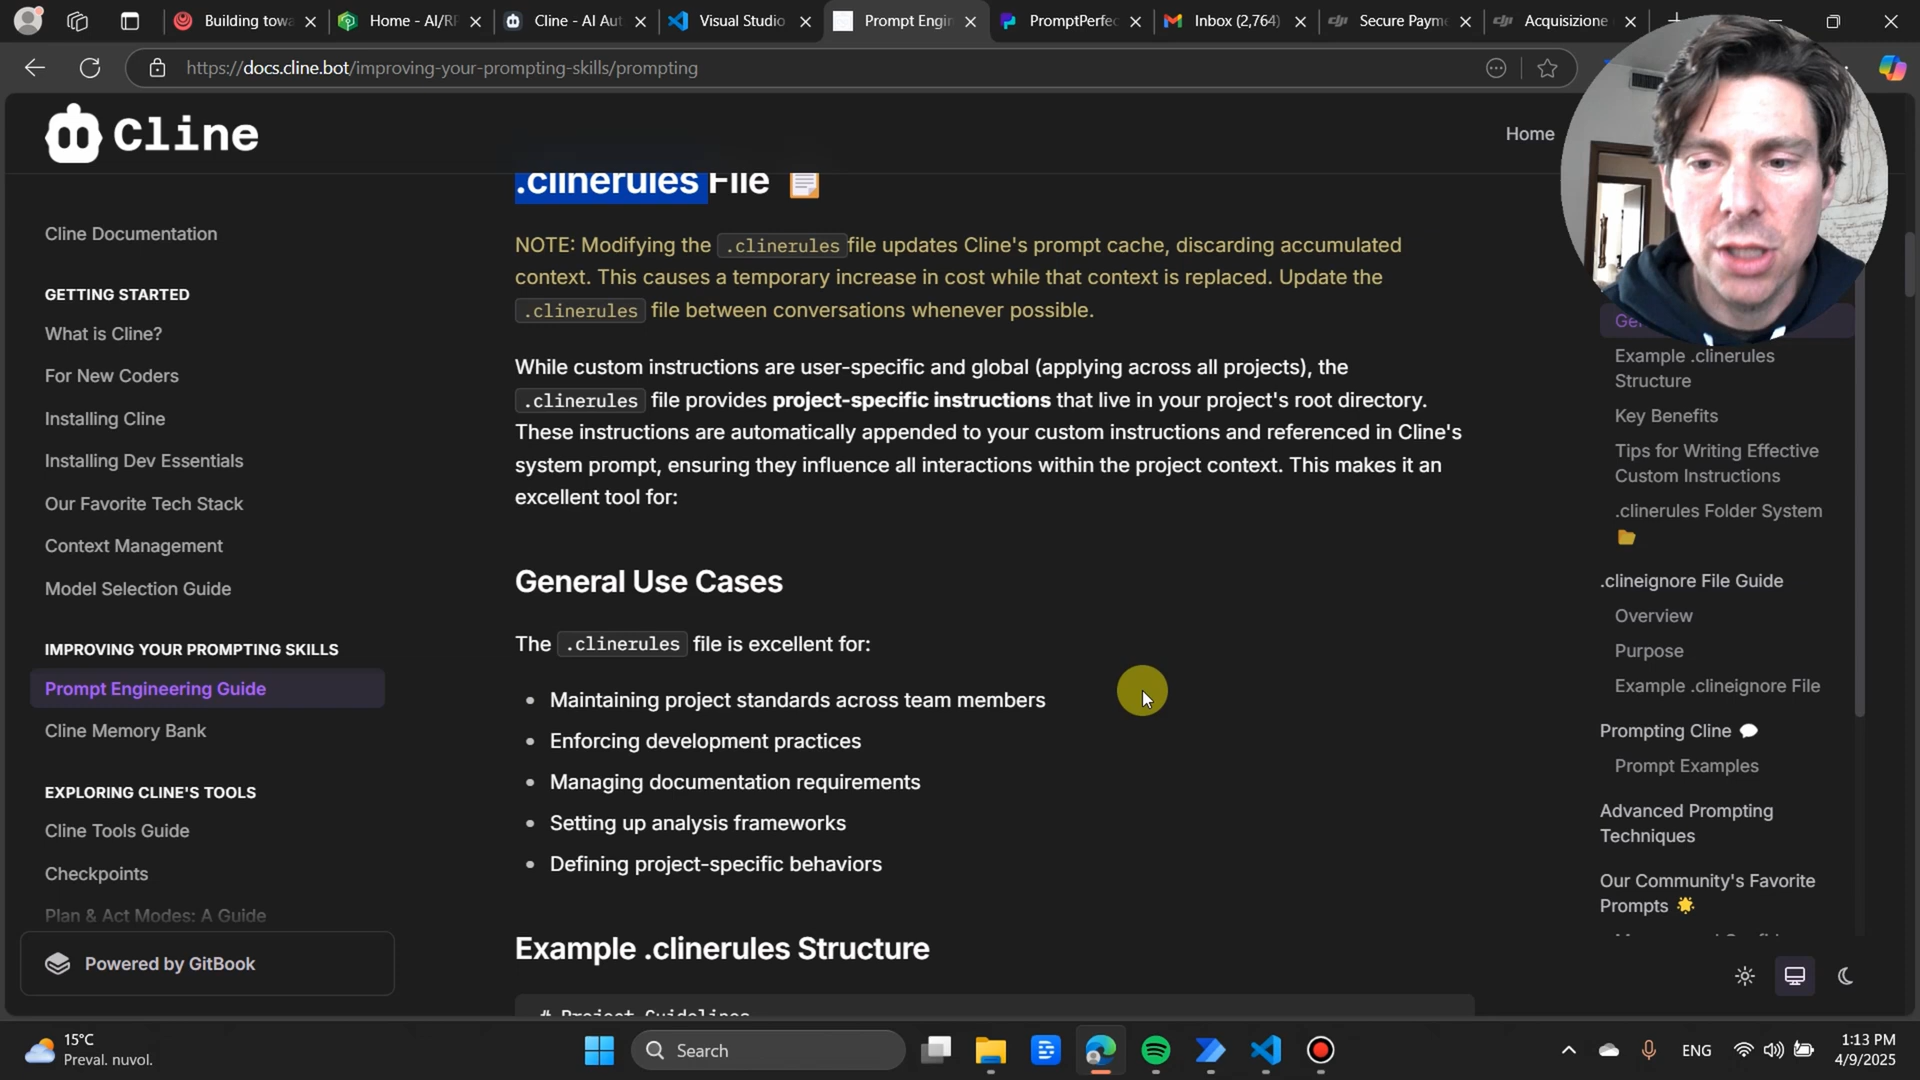 Building towa
Home - AI/RF
Cline - AI Aut
Visual Studio
Prompt Engin
PromptPerfec
Inbox (2,764)
Secure Payme
Acquisizione
https://docs.cline.bot/improving-your-prompting-skills/prompting
Cline
Home
.clinerules File
Cline Documentation
GETTING STARTED
What is Cline?
For New Coders
Installing Cline
Installing Dev Essentials
Our Favorite Tech Stack
Context Management
Model Selection Guide
IMPROVING YOUR PROMPTING SKILLS
Prompt Engineering Guide
Cline Memory Bank
EXPLORING CLINE'S TOOLS
Cline Tools Guide
Checkpoints
Plan & Act Modes: A Guide
Powered by GitBook
NOTE: Modifying the .clinerules file updates Cline's prompt cache, discarding accumulated
context. This causes a temporary increase in cost while that context is replaced. Update the
.clinerules file between conversations whenever possible.
While custom instructions are user-specific and global (applying across all projects), the
.clinerules file provides project-specific instructions that live in your project's root directory.
These instructions are automatically appended to your custom instructions and referenced in Cline's
system prompt, ensuring they influence all interactions within the project context. This makes it an
excellent tool for:
General Use Cases
The .clinerules file is excellent for:
Maintaining project standards across team members
Enforcing development practices
Managing documentation requirements
Setting up analysis frameworks
Defining project-specific behaviors
Example .clinerules Structure
# Project Guidelines
Example .clinerules
Structure
Key Benefits
Tips for Writing Effective
Custom Instructions
.clinerules Folder System
.clineignore File Guide
Overview
Purpose
Example .clineignore File
Prompting Cline
Prompt Examples
Advanced Prompting
Techniques
Our Community's Favorite
Prompts
15°C
Preval. nuvol.
Search
ENG
1:13 PM
4/9/2025